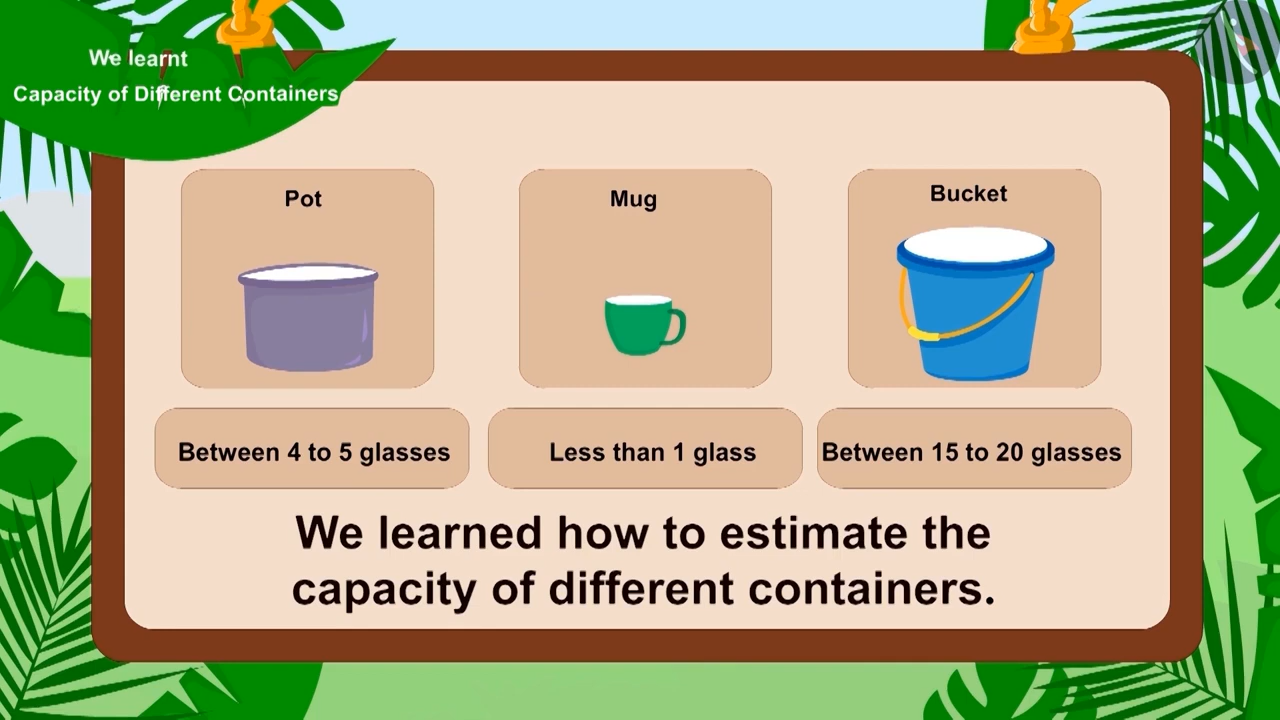 We learnt
Capacity of Different Containers
Pot
Mug
Bucket
Between 4 to 5 glasses
Less than 1 glass
Between 15 to 20 glasses
We learned how to estimate the
capacity of different containers.